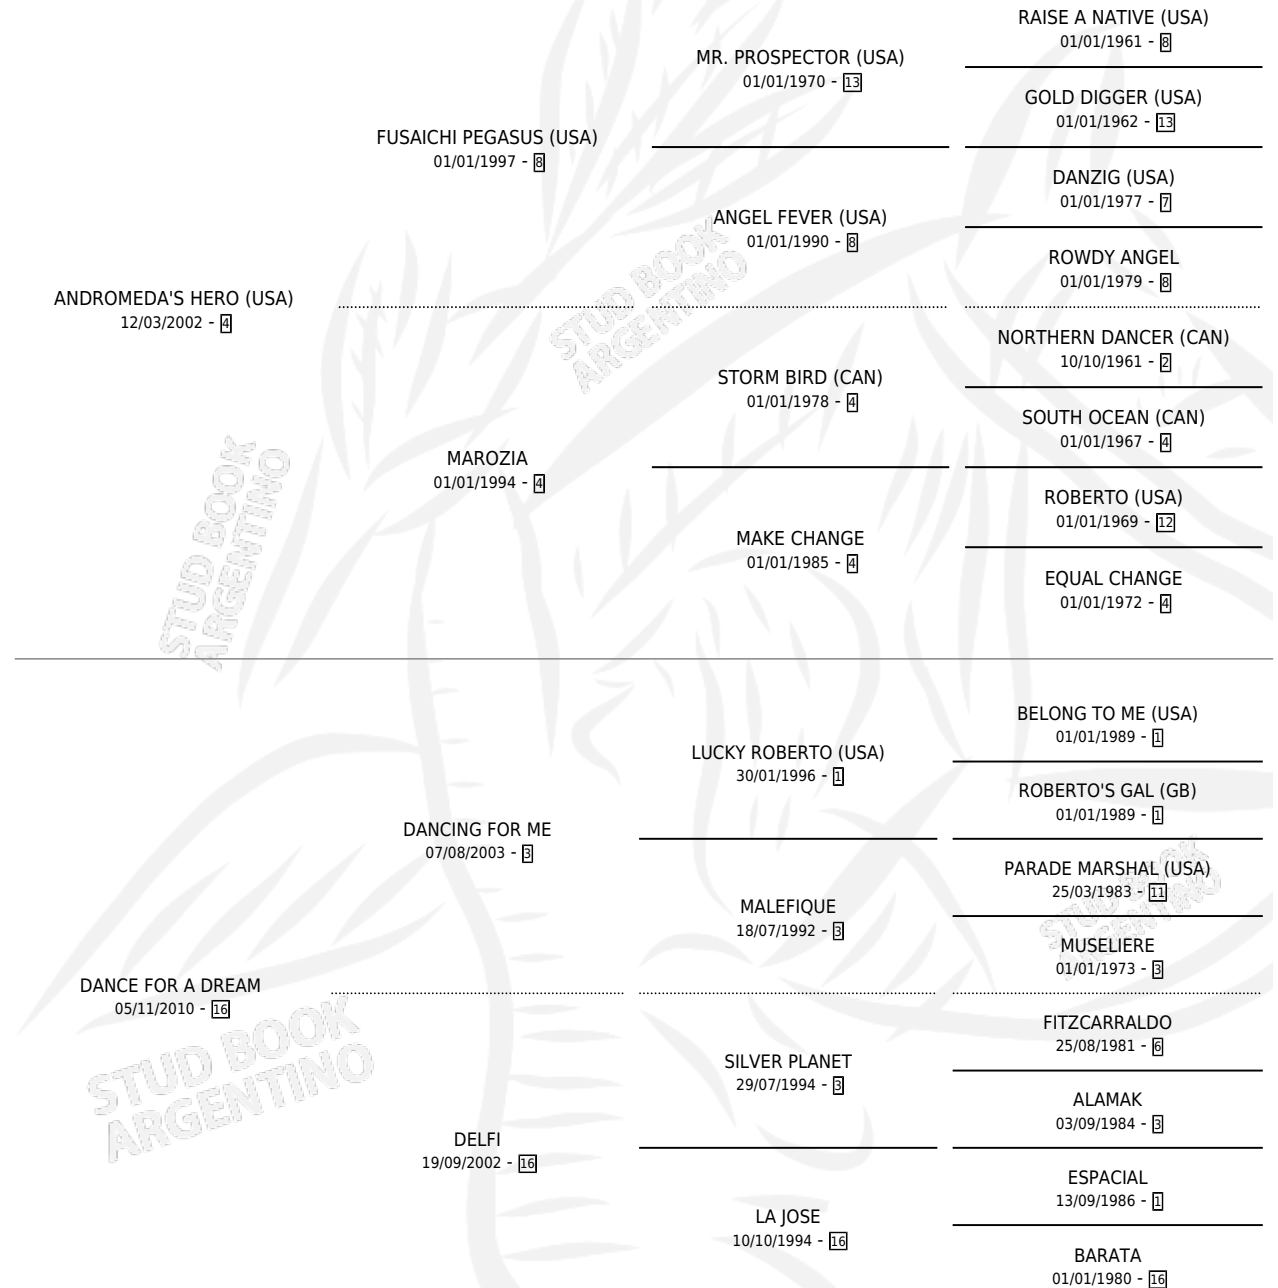 RAISE A NATIVE (USA)
01/01/1961 - 8
MR. PROSPECTOR (USA)
01/01/1970 - 13
GOLD DIGGER (USA)
01/01/1962 - 13
FUSAICHI PEGASUS (USA)
01/01/1997 - 8
DANZIG (USA)
01/01/1977 - 7
ANGEL FEVER (USA)
01/01/1990 - 8
ROWDY ANGEL
01/01/1979 - 8
ANDROMEDA'S HERO (USA)
12/03/2002 - 4
NORTHERN DANCER (CAN)
10/10/1961 - 2
STORM BIRD (CAN)
01/01/1978 - 4
SOUTH OCEAN (CAN)
01/01/1967 - 4
MAROZIA
01/01/1994 - 4
ROBERTO (USA)
01/01/1969 - 12
MAKE CHANGE
01/01/1985 - 4
EQUAL CHANGE
01/01/1972 - 4
BELONG TO ME (USA)
01/01/1989 - 1
LUCKY ROBERTO (USA)
30/01/1996 - 1
ROBERTO'S GAL (GB)
01/01/1989 - 1
DANCING FOR ME
07/08/2003 - 3
PARADE MARSHAL (USA)
25/03/1983 - 11
MALEFIQUE
18/07/1992 - 3
MUSELIERE
01/01/1973 - 3
DANCE FOR A DREAM
05/11/2010 - 16
FITZCARRALDO
25/08/1981 - 6
SILVER PLANET
29/07/1994 - 3
ALAMAK
03/09/1984 - 3
DELFI
19/09/2002 - 16
ESPACIAL
13/09/1986 - 1
LA JOSE
10/10/1994 - 16
BARATA
01/01/1980 - 16
STUD BOOK
ARGENTINO
STUD BOOK
ARGENTINO
STUD BOOK
ARGENTINO
STUD BOOK
ARGENTINO